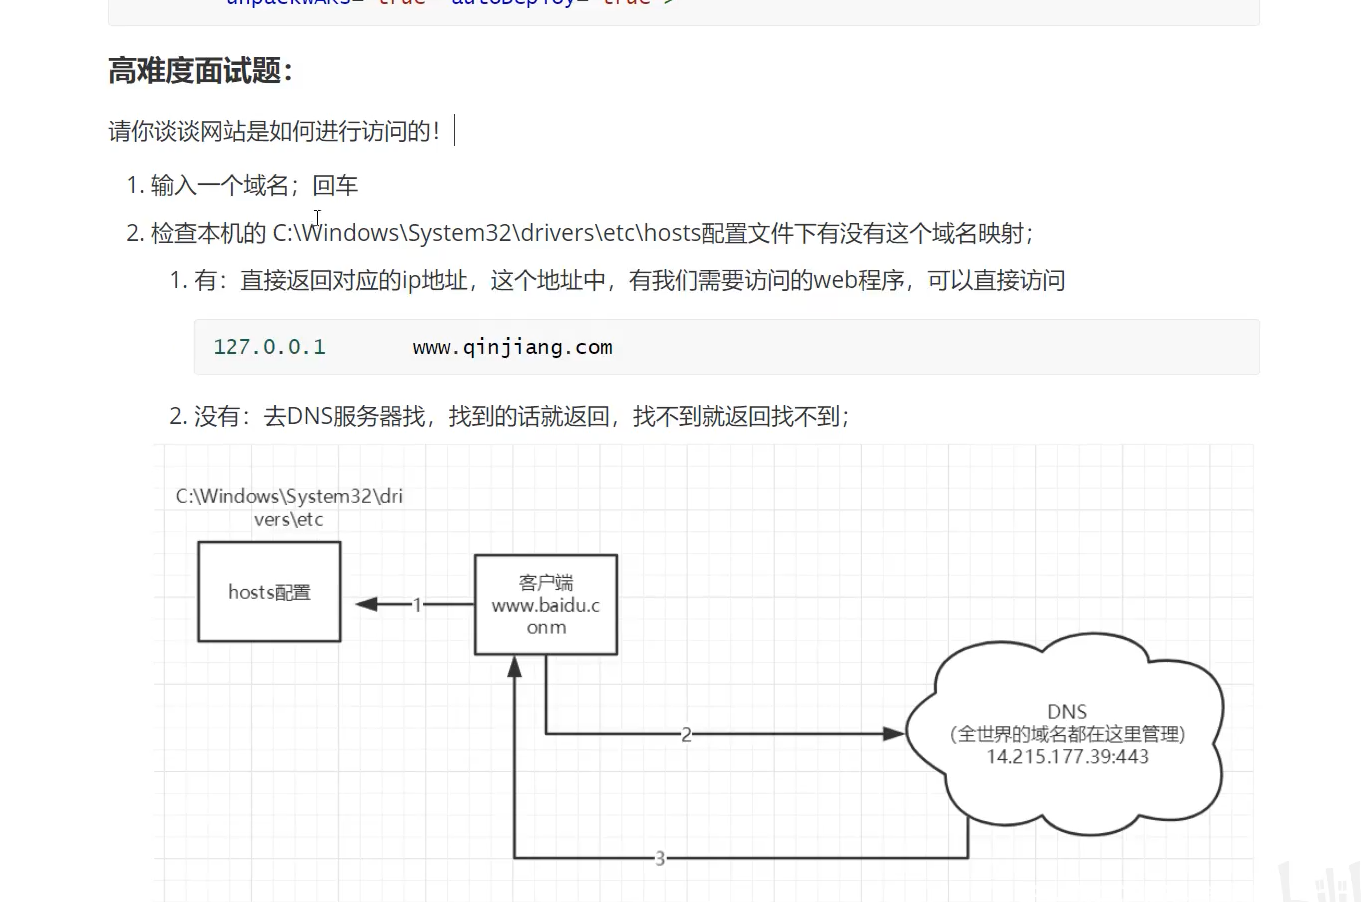 unpackWARs="true" autoDeploy="true">
高难度面试题：
请你谈谈网站是如何进行访问的！
1. 输入一个域名；回车
2. 检查本机的 C:\Windows\System32\drivers\etc\hosts配置文件下有没有这个域名映射；
1. 有：直接返回对应的ip地址，这个地址中，有我们需要访问的web程序，可以直接访问
127.0.0.1 www.qinjiang.com
2. 没有：去DNS服务器找，找到的话就返回，找不到就返回找不到；
C:\Windows\System32\dri
vers\etc
hosts配置
1
客户端
www.baidu.c
onm
2
DNS
(全世界的域名都在这里管理)
14.215.177.39:443
3